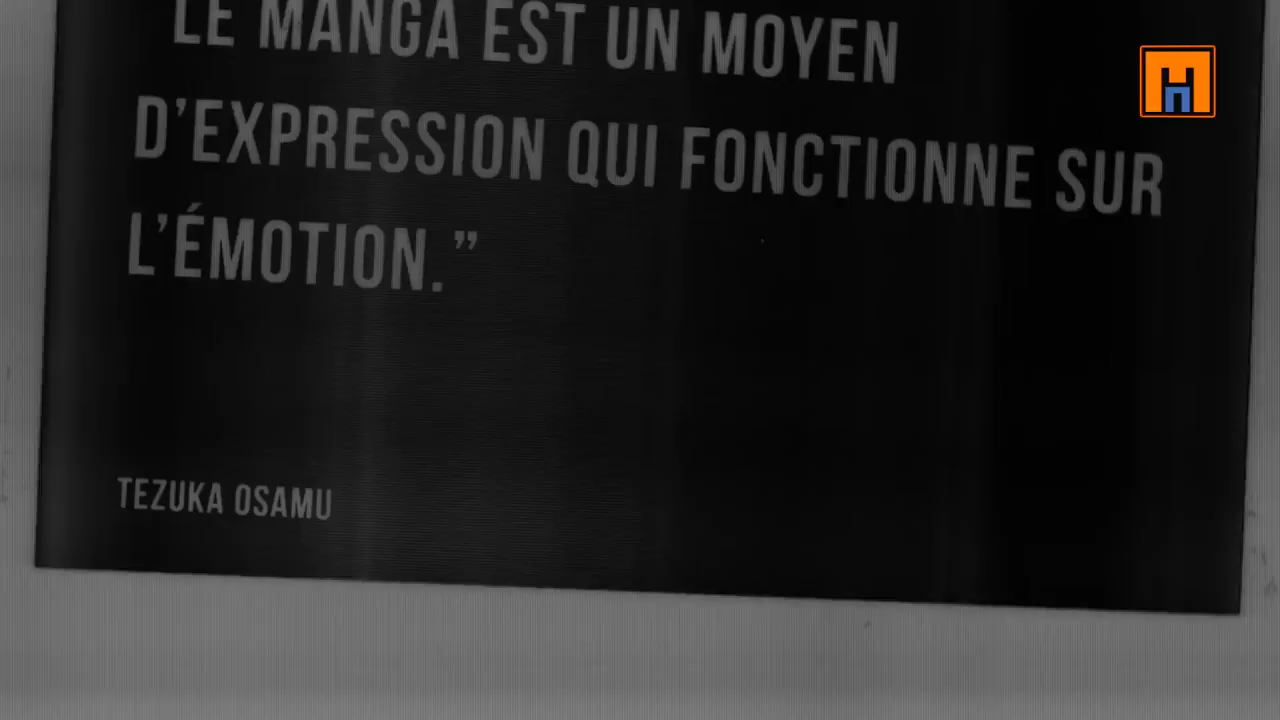 LE MANGA EST UN MOYEN
D’EXPRESSION QUI FONCTIONNE SUR
L’ÉMOTION.”
TEZUKA OSAMU